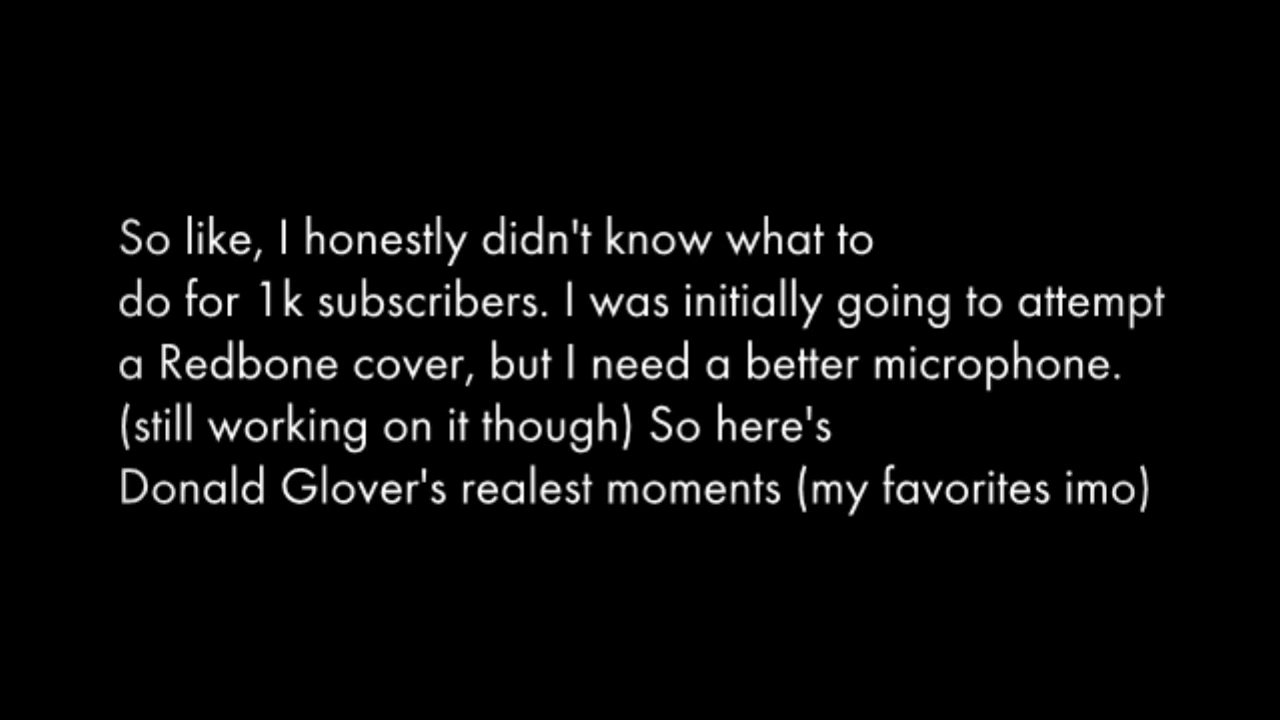 So like, I honestly didn't know what to
do for 1k subscribers. I was initially going to attempt
a Redbone cover, but I need a better microphone.
(still working on it though) So here's
Donald Glover's realest moments (my favorites imo)